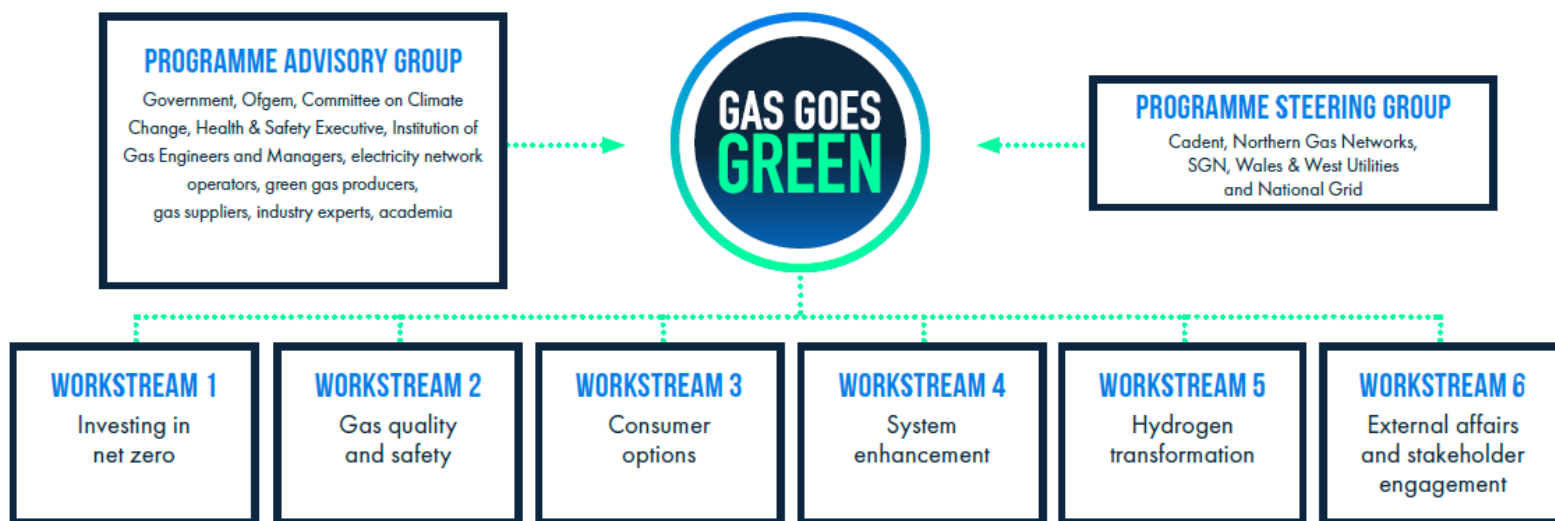 PROGRAMME ADVISORY GROUP
Government, Ofgem, Committee on Climate
Change, Health & Safety Executive, Institution of
Gas Engineers and Managers, electricity network
operators, green gas producers,
gas suppliers, industry experts, academia
GAS GOES
GREEN
PROGRAMME STEERING GROUP
Cadent, Northern Gas Networks,
SGN, Wales & West Utilities
and National Grid
WORKSTREAM 1
Investing in
net zero
WORKSTREAM 2
Gas quality
and safety
WORKSTREAM 3
Consumer
options
WORKSTREAM 4
System
enhancement
WORKSTREAM 5
Hydrogen
transformation
WORKSTREAM 6
External affairs
and stakeholder
engagement